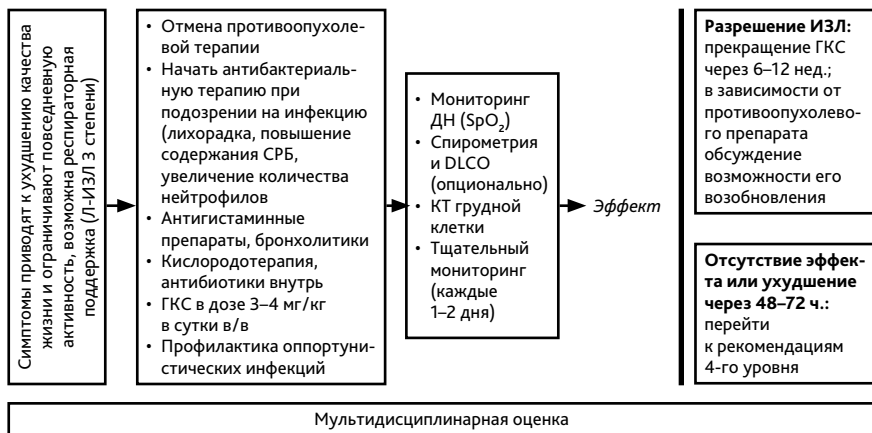 Симптомы приводят к ухудшению качества
жизни и ограничивают повседневную
активность, возможна респираторная
поддержка (Л-ИЗЛ 3 степени)
• Отмена противоопухоле-
вой терапии
• Начать антибактериаль-
ную терапию при
подозрении на инфекцию
(лихорадка, повышение
содержания СРБ,
увеличение количества
нейтрофилов
• Антигистаминные
препараты, бронхолитики
• Кислородотерапия,
антибиотики внутрь
• ГКС в дозе 3–4 мг/кг
в сутки в/в
• Профилактика оппортуни-
стических инфекций
• Мониторинг
ДН (SpO2)
• Спирометрия
и DLCO
(опционально)
• КТ грудной
клетки
• Тщательный
мониторинг
(каждые
1–2 дня)
Эффект
Разрешение ИЗЛ:
прекращение ГКС
через 6–12 нед.;
в зависимости от
противоопухолево-
го препарата
обсуждение
возможности его
возобновления
Отсутствие эффек-
та или ухудшение
через 48–72 ч.:
перейти
к рекомендациям
4-го уровня
Мультидисциплинарная оценка